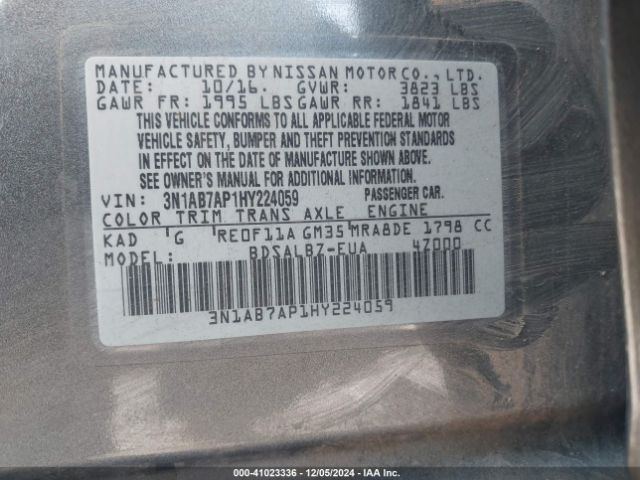 MANUFACTURED BY NISSAN MOTOR CO., LTD.
DATE: 10/16. GVWR: 3823 LBS
GAWR FR: 1995 LBS GAWR RR: 1841 LBS
THIS VEHICLE CONFORMS TO ALL APPLICABLE FEDERAL MOTOR
VEHICLE SAFETY, BUMPER AND THEFT PREVENTION STANDARDS
IN EFFECT ON THE DATE OF MANUFACTURE SHOWN ABOVE.
SEE OWNER'S MANUAL FOR ADDITIONAL INFORMATION.
VIN: 3N1AB7AP1HY224059 PASSENGER CAR.
COLOR TRIM TRANS AXLE ENGINE
KAD G RE0F11A GM35 MRA8DE 1798 CC
MODEL: BDSALBZ-EUA 4Z000
3N1AB7AP1HY224059
000-41023336 - 12/05/2024 - IAA Inc.